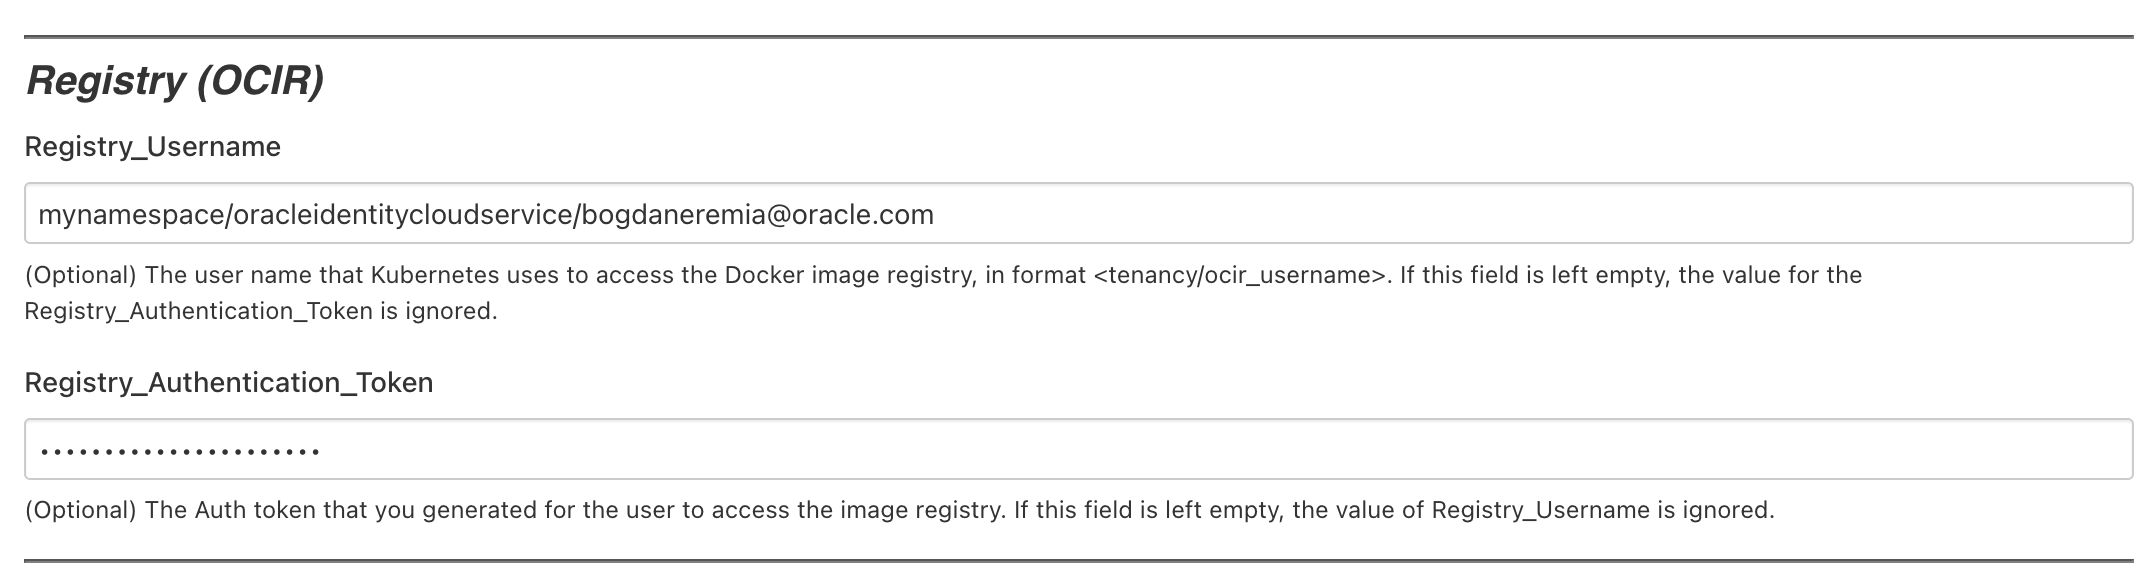 Registry (OCIR)
Registry_Username
mynamespace/oracleidentitycloudservice/bogdaneremia@oracle.com
(Optional) The user name that Kubernetes uses to access the Docker image registry, in format <tenancy/ocir_username>. If this field is left empty, the value for the
Registry_Authentication_Token is ignored.
Registry_Authentication_Token
••••••••••••••••••••••
(Optional) The Auth token that you generated for the user to access the image registry. If this field is left empty, the value of Registry_Username is ignored.